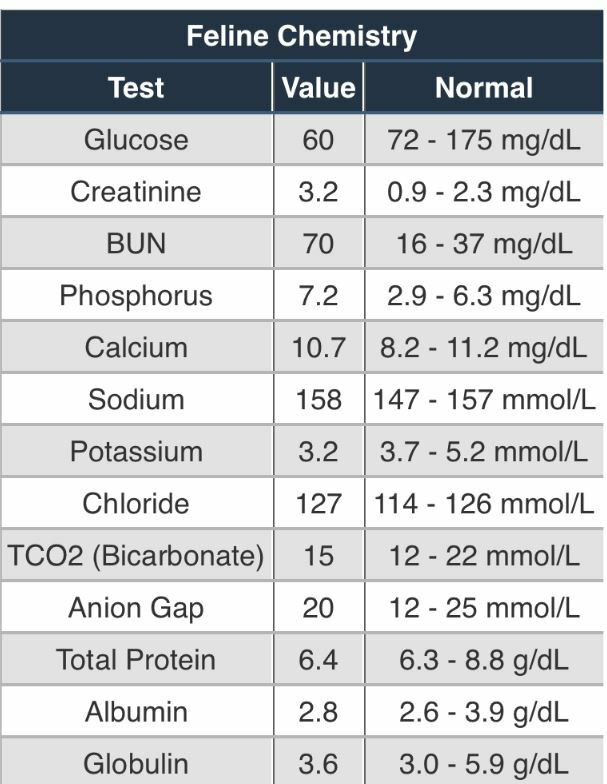 Feline Chemistry
Test Value Normal
Glucose 60 72 - 175 mg/dL
Creatinine 3.2 0.9 - 2.3 mg/dL
BUN 70 16 - 37 mg/dL
Phosphorus 7.2 2.9 - 6.3 mg/dL
Calcium 10.7 8.2 - 11.2 mg/dL
Sodium 158 147 - 157 mmol/L
Potassium 3.2 3.7 - 5.2 mmol/L
Chloride 127 114 - 126 mmol/L
TCO2 (Bicarbonate) 15 12 - 22 mmol/L
Anion Gap 20 12 - 25 mmol/L
Total Protein 6.4 6.3 - 8.8 g/dL
Albumin 2.8 2.6 - 3.9 g/dL
Globulin 3.6 3.0 - 5.9 g/dL